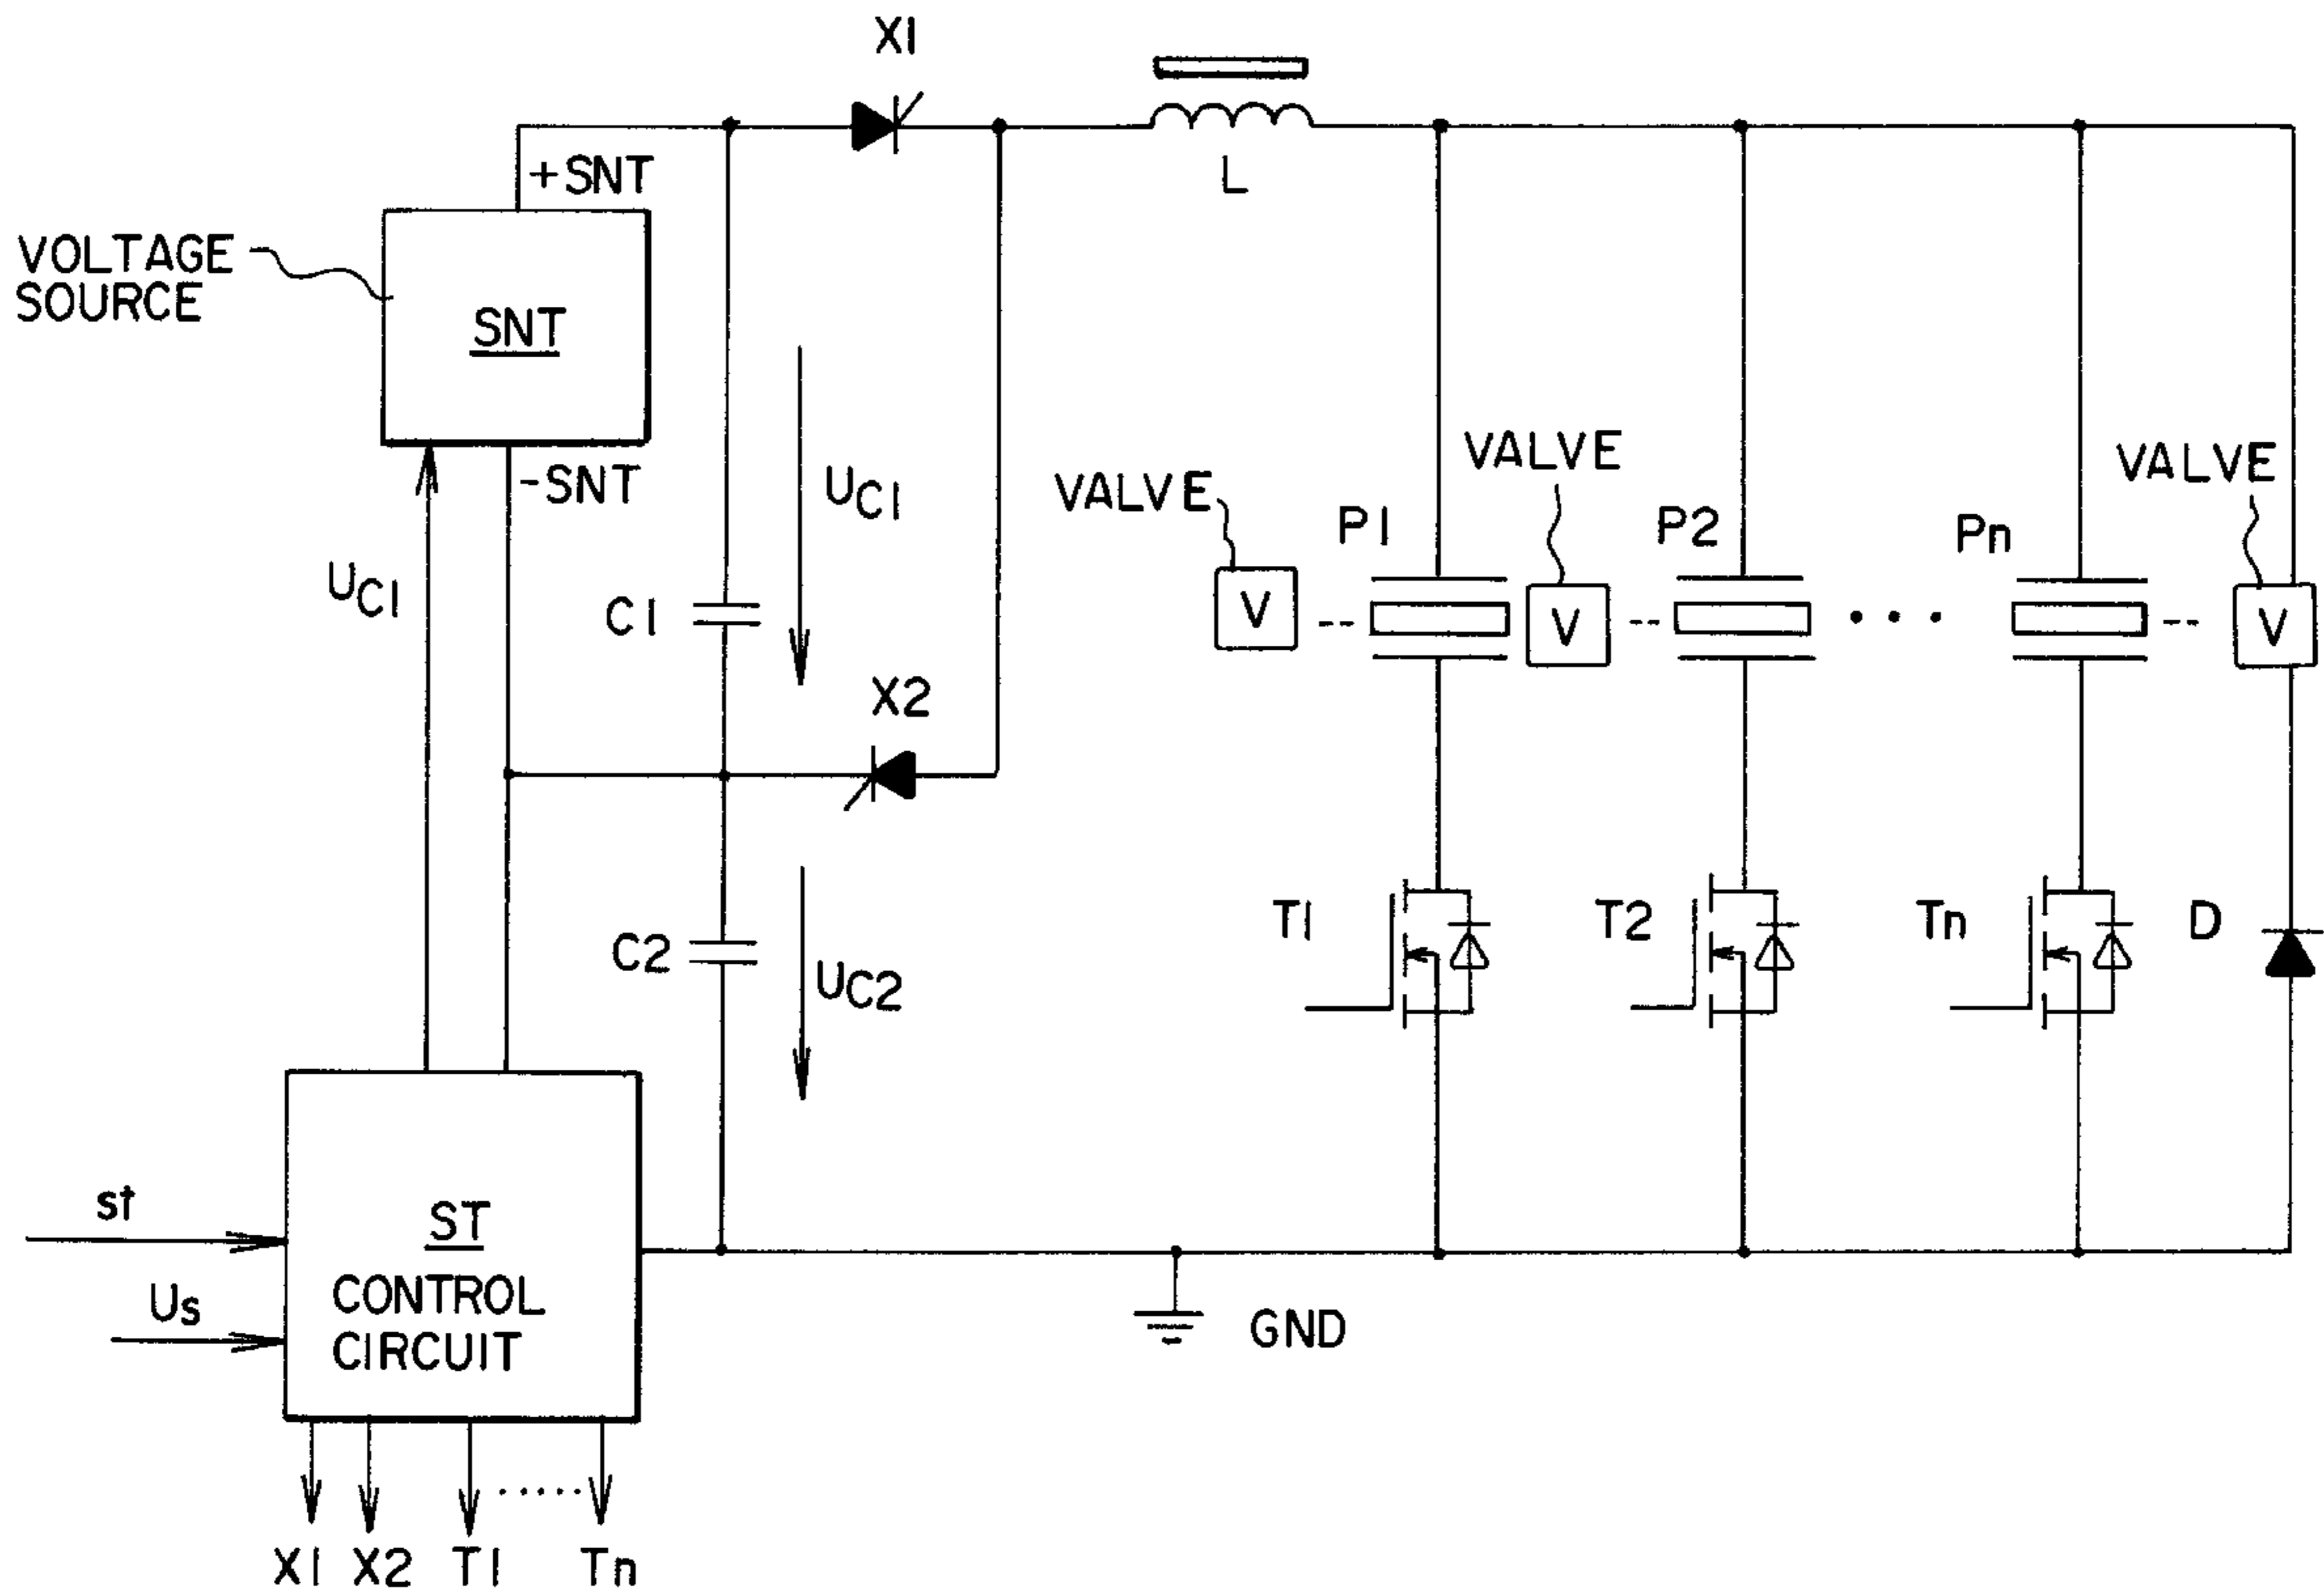 X1
+SNT
L
VOLTAGE
SOURCE
SNT
-SNT
UC1
VALVE
VALVE
VALVE
P1
P2
Pn
UC1
C1
V
V
V
X2
T1
T2
Tn
D
C2
UC2
st
ST
Us
CONTROL
CIRCUIT
GND
X1 X2 T1 Tn